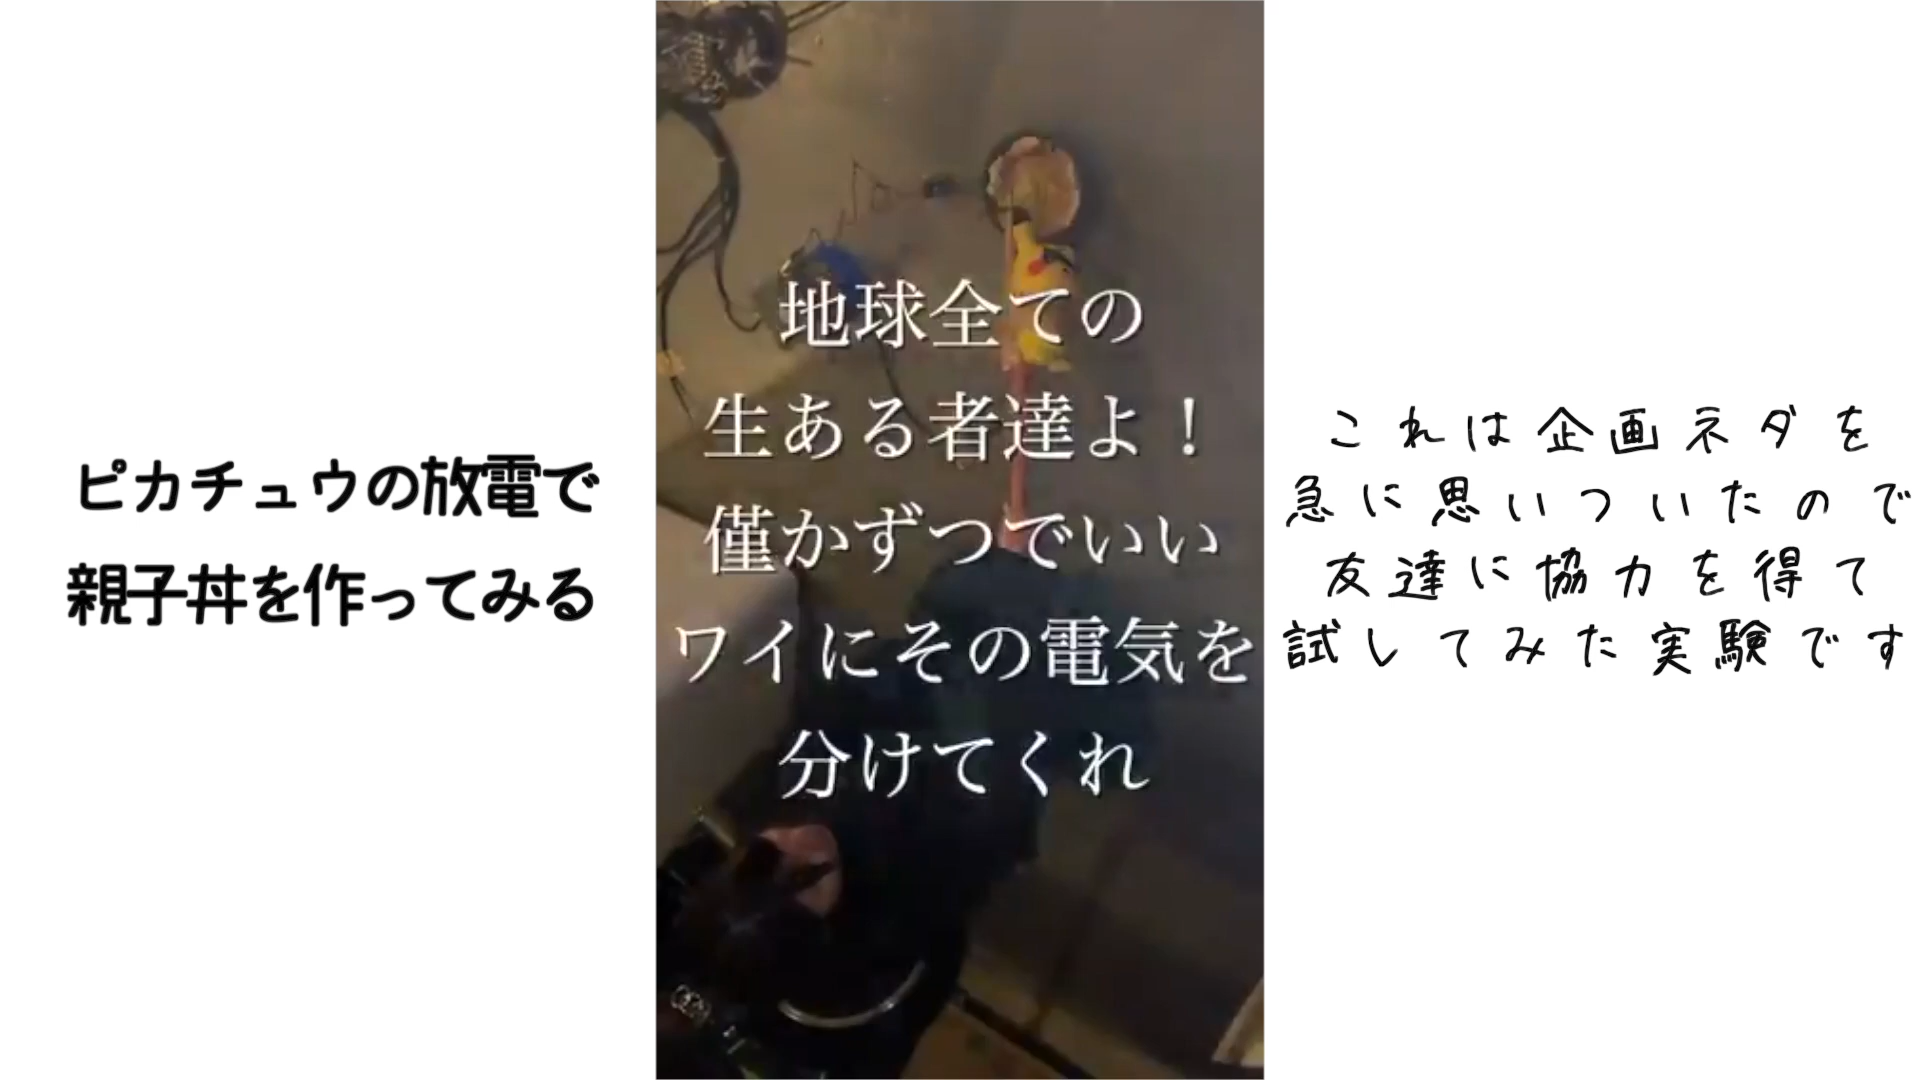 ピカチュウの放電で
親子丼を作ってみる
地球全ての
生ある者達よ！
僅かずつでいい
ワイにその電気を
分けてくれ
これは企画ネタを
急に思いついたので
友達に協力を得て
試してみた実験です